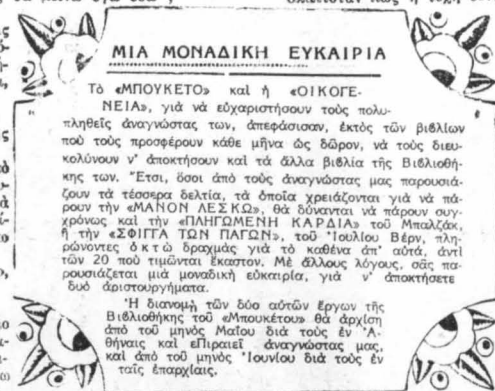 ΜΙΑ ΜΟΝΑΔΙΚΗ ΕΥΚΑΙΡΙΑ
Τὸ «ΜΠΟΥΚΕΤΟ» καὶ ἡ «ΟΙΚΟΓΕ-
ΝΕΙΑ», γιὰ νὰ εὐχαριστήσουν τοὺς πολυ-
πληθεῖς ἀναγνώστας των, ἀπεφάσισαν, ἐκτὸς τῶν βιβλίων
ποὺ τοὺς προσφέρουν κάθε μῆνα ὡς δῶρον, νὰ τοὺς διευ-
κολύνουν ν' ἀποκτήσουν καὶ τὰ ἄλλα βιβλία τῆς Βιβλιοθή-
κης των. Ἔτσι, ὅσοι ἀπὸ τοὺς ἀναγνώστας μας παρουσιά-
ζουν τὰ τέσσερα δελτία, τὰ ὁποῖα χρειάζονται γιὰ νὰ πά-
ρουν τὴν «ΜΑΝΟΝ ΛΕΣΚΩ», θὰ δύνανται νὰ πάρουν συγ-
χρόνως καὶ τὴν «ΠΛΗΓΩΜΕΝΗ ΚΑΡΔΙΑ» τοῦ Μπαλζάκ,
ἢ τὴν «ΣΦΙΓΓΑ ΤΩΝ ΠΑΓΩΝ», τοῦ Ἰουλίου Βέρν, πλη-
ρώνοντες ὀκτὼ δραχμὰς γιὰ τὸ καθένα ἀπ' αὐτά, ἀντὶ
τῶν 20 ποὺ τιμῶνται ἕκαστον. Μὲ ἄλλους λόγους, σᾶς πα-
ρουσιάζεται μιὰ μοναδικὴ εὐκαιρία, γιὰ ν' ἀποκτήσετε
δυὸ ἀριστουργήματα.
Ἡ διανομὴ τῶν δύο αὐτῶν ἔργων τῆς
Βιβλιοθήκης τοῦ «Μπουκέτου» θὰ ἀρχίση
ἀπὸ τοῦ μηνὸς Μαΐου διὰ τοὺς ἐν Ἀ-
θήναις καὶ εΠιραιεῖ ἀναγνώστας μας,
καὶ ἀπὸ τοῦ μηνὸς Ἰουνίου διὰ τοὺς ἐν
ταῖς ἐπαρχίαις.